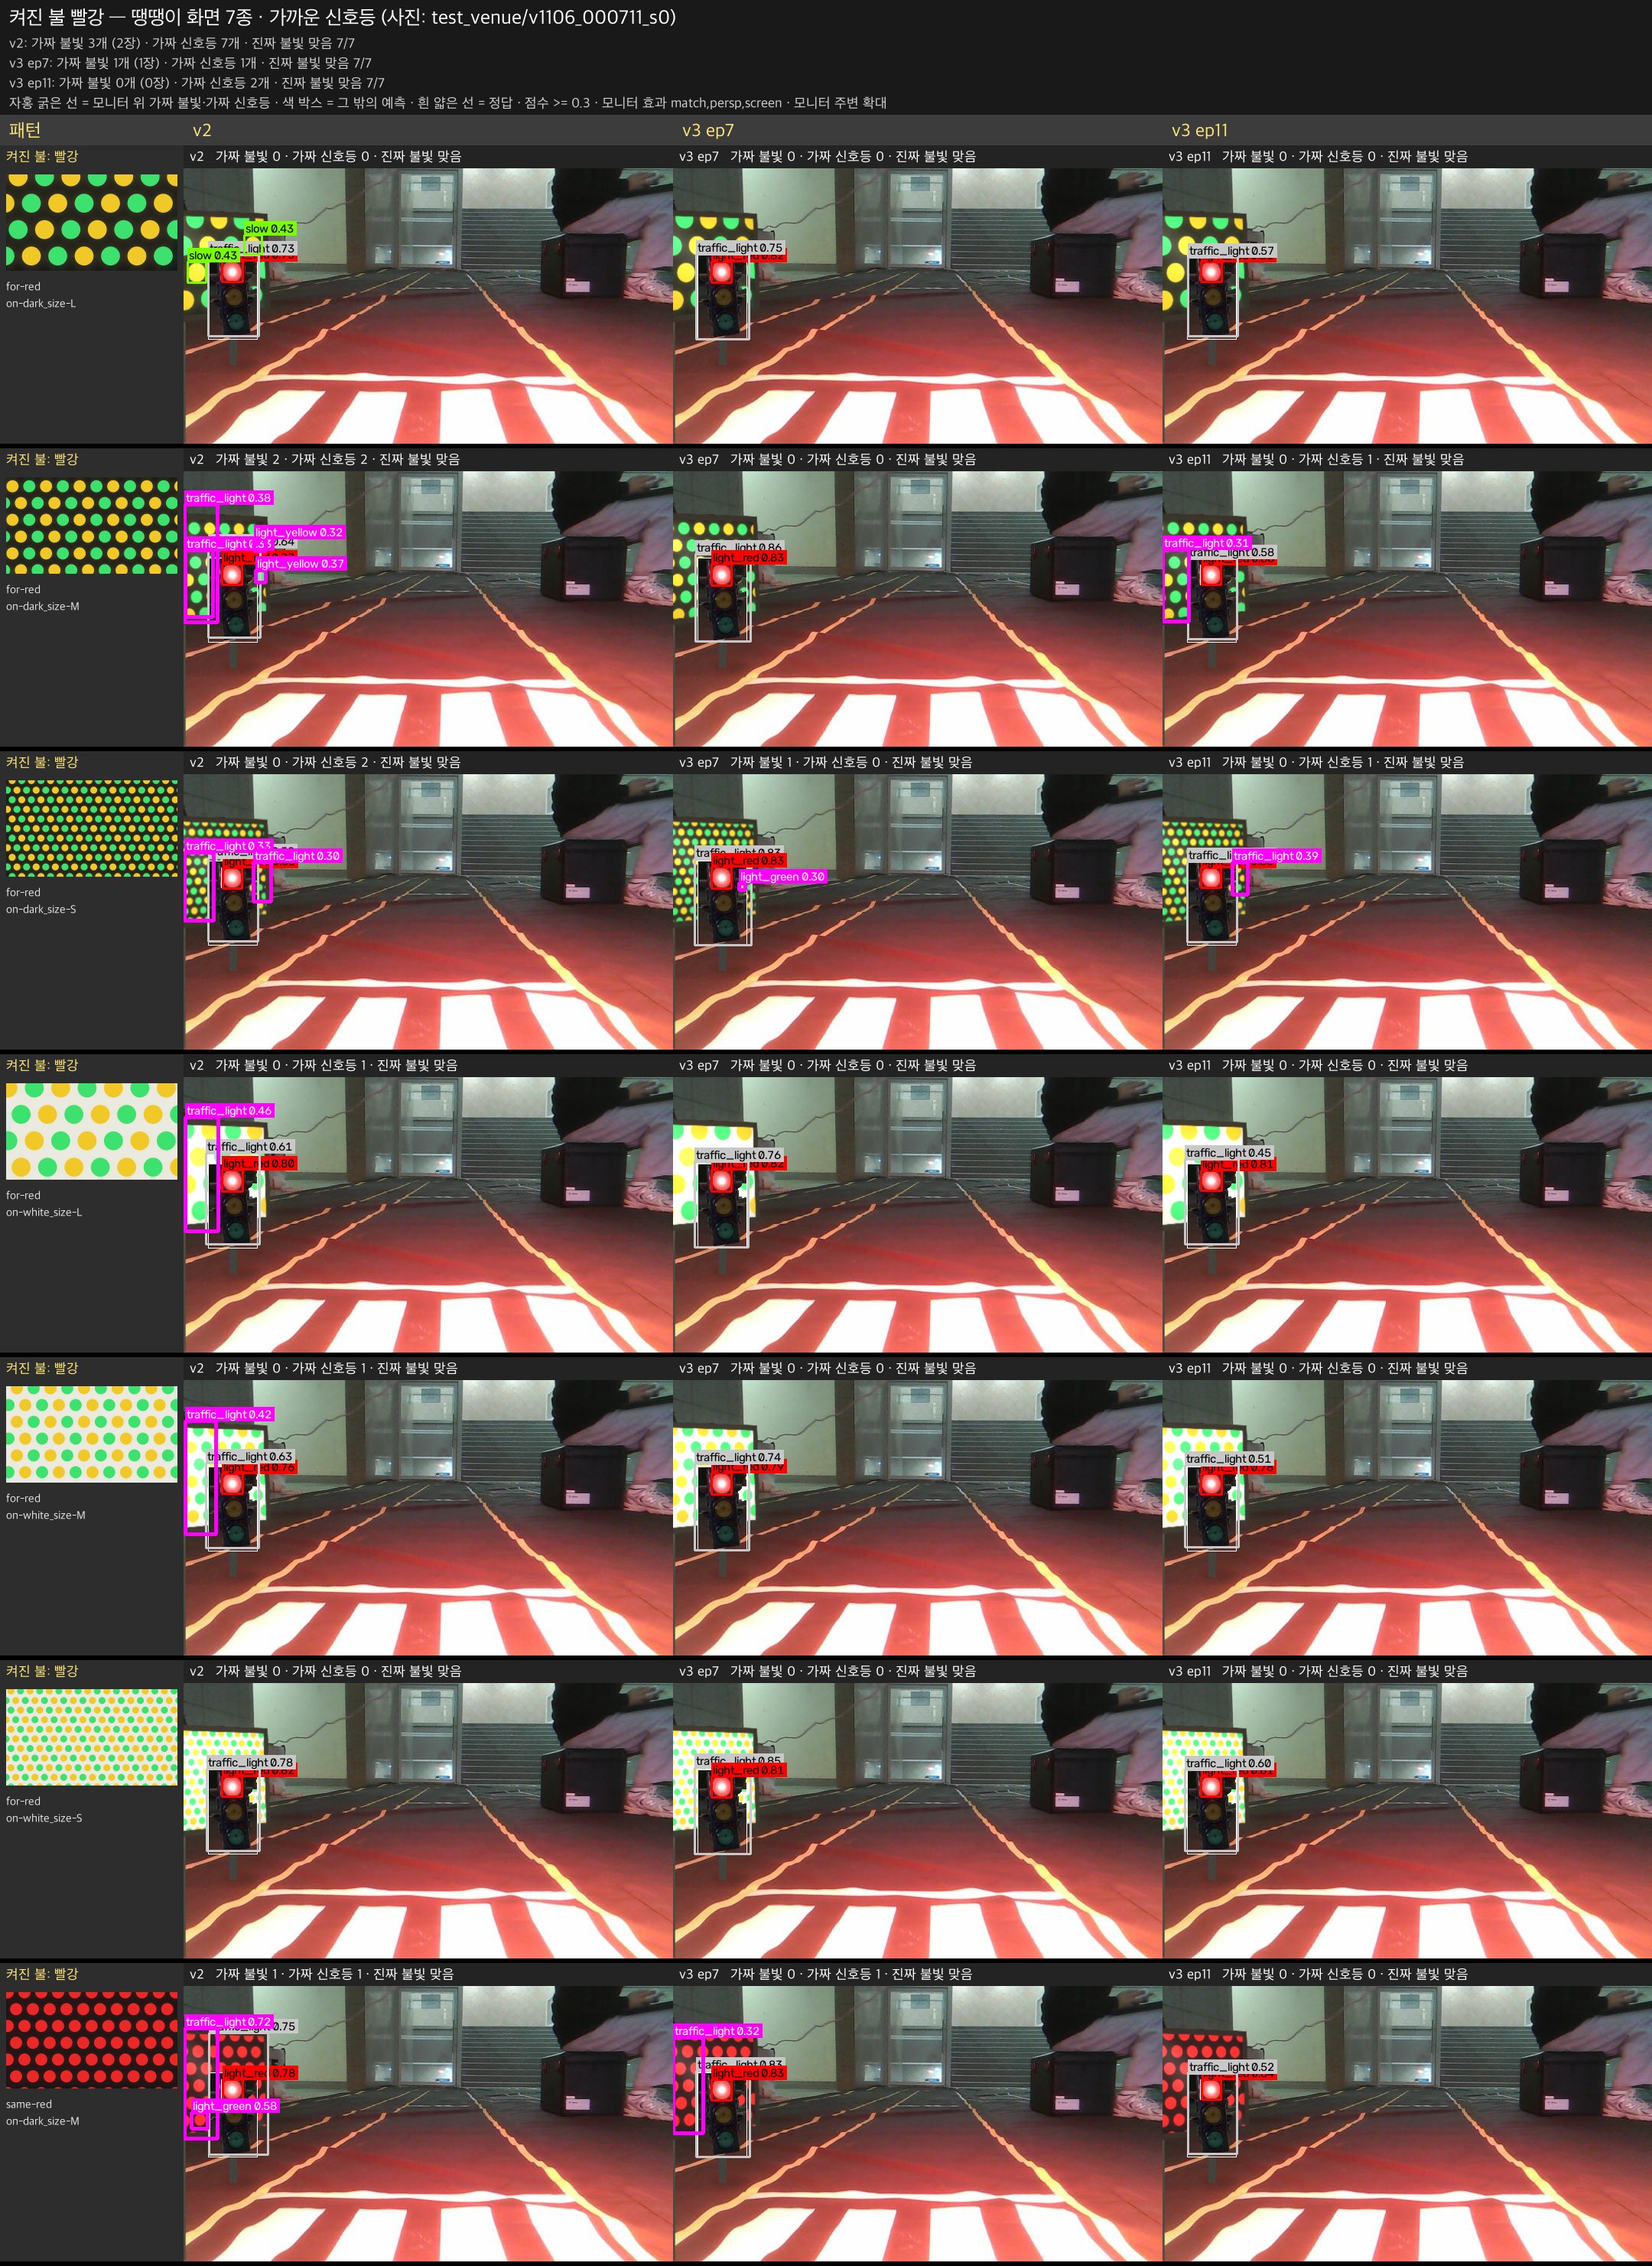 켜진 불 빨강 — 땡땡이 화면 7종 · 가까운 신호등 (사진: test_venue/v1106_000711_s0)
v2: 가짜 불빛 3개 (2장) · 가짜 신호등 7개 · 진짜 불빛 맞음 7/7
v3 ep7: 가짜 불빛 1개 (1장) · 가짜 신호등 1개 · 진짜 불빛 맞음 7/7
v3 ep11: 가짜 불빛 0개 (0장) · 가짜 신호등 2개 · 진짜 불빛 맞음 7/7
자홍 굵은 선 = 모니터 위 가짜 불빛·가짜 신호등 · 색 박스 = 그 밖의 예측 · 흰 얇은 선 = 정답 · 점수 >= 0.3 · 모니터 효과 match,persp,screen · 모니터 주변 확대
패턴 v2 v3 ep7 v3 ep11
켜진 불: 빨강
v2 가짜 불빛 0 · 가짜 신호등 0 · 진짜 불빛 맞음
v3 ep7 가짜 불빛 0 · 가짜 신호등 0 · 진짜 불빛 맞음
v3 ep11 가짜 불빛 0 · 가짜 신호등 0 · 진짜 불빛 맞음
for-red
on-dark_size-L
slow 0.43
slow 0.43
traffic_light 0.75
traffic_light 0.57
켜진 불: 빨강
v2 가짜 불빛 2 · 가짜 신호등 2 · 진짜 불빛 맞음
v3 ep7 가짜 불빛 0 · 가짜 신호등 0 · 진짜 불빛 맞음
v3 ep11 가짜 불빛 0 · 가짜 신호등 1 · 진짜 불빛 맞음
for-red
on-dark_size-M
traffic_light 0.38
light_yellow 0.32
light_yellow 0.37
traffic_light 0.86
light_red 0.83
traffic_light 0.31
켜진 불: 빨강
v2 가짜 불빛 0 · 가짜 신호등 2 · 진짜 불빛 맞음
v3 ep7 가짜 불빛 1 · 가짜 신호등 0 · 진짜 불빛 맞음
v3 ep11 가짜 불빛 0 · 가짜 신호등 1 · 진짜 불빛 맞음
for-red
on-dark_size-S
traffic_light 0.33
traffic_light 0.30
light_red 0.83
light_green 0.30
traffic_light 0.39
켜진 불: 빨강
v2 가짜 불빛 0 · 가짜 신호등 1 · 진짜 불빛 맞음
v3 ep7 가짜 불빛 0 · 가짜 신호등 0 · 진짜 불빛 맞음
v3 ep11 가짜 불빛 0 · 가짜 신호등 0 · 진짜 불빛 맞음
for-red
on-white_size-L
traffic_light 0.46
traffic_light 0.61
light_red 0.80
traffic_light 0.76
traffic_light 0.45
light_red 0.81
켜진 불: 빨강
v2 가짜 불빛 0 · 가짜 신호등 1 · 진짜 불빛 맞음
v3 ep7 가짜 불빛 0 · 가짜 신호등 0 · 진짜 불빛 맞음
v3 ep11 가짜 불빛 0 · 가짜 신호등 0 · 진짜 불빛 맞음
for-red
on-white_size-M
traffic_light 0.42
traffic_light 0.63
traffic_light 0.74
traffic_light 0.51
켜진 불: 빨강
v2 가짜 불빛 0 · 가짜 신호등 0 · 진짜 불빛 맞음
v3 ep7 가짜 불빛 0 · 가짜 신호등 0 · 진짜 불빛 맞음
v3 ep11 가짜 불빛 0 · 가짜 신호등 0 · 진짜 불빛 맞음
for-red
on-white_size-S
traffic_light 0.78
traffic_light 0.85
light_red 0.81
traffic_light 0.60
켜진 불: 빨강
v2 가짜 불빛 1 · 가짜 신호등 1 · 진짜 불빛 맞음
v3 ep7 가짜 불빛 0 · 가짜 신호등 1 · 진짜 불빛 맞음
v3 ep11 가짜 불빛 0 · 가짜 신호등 0 · 진짜 불빛 맞음
same-red
on-dark_size-M
traffic_light 0.72
light_red 0.78
light_green 0.58
traffic_light 0.32
traffic_light 0.83
light_red 0.83
traffic_light 0.52